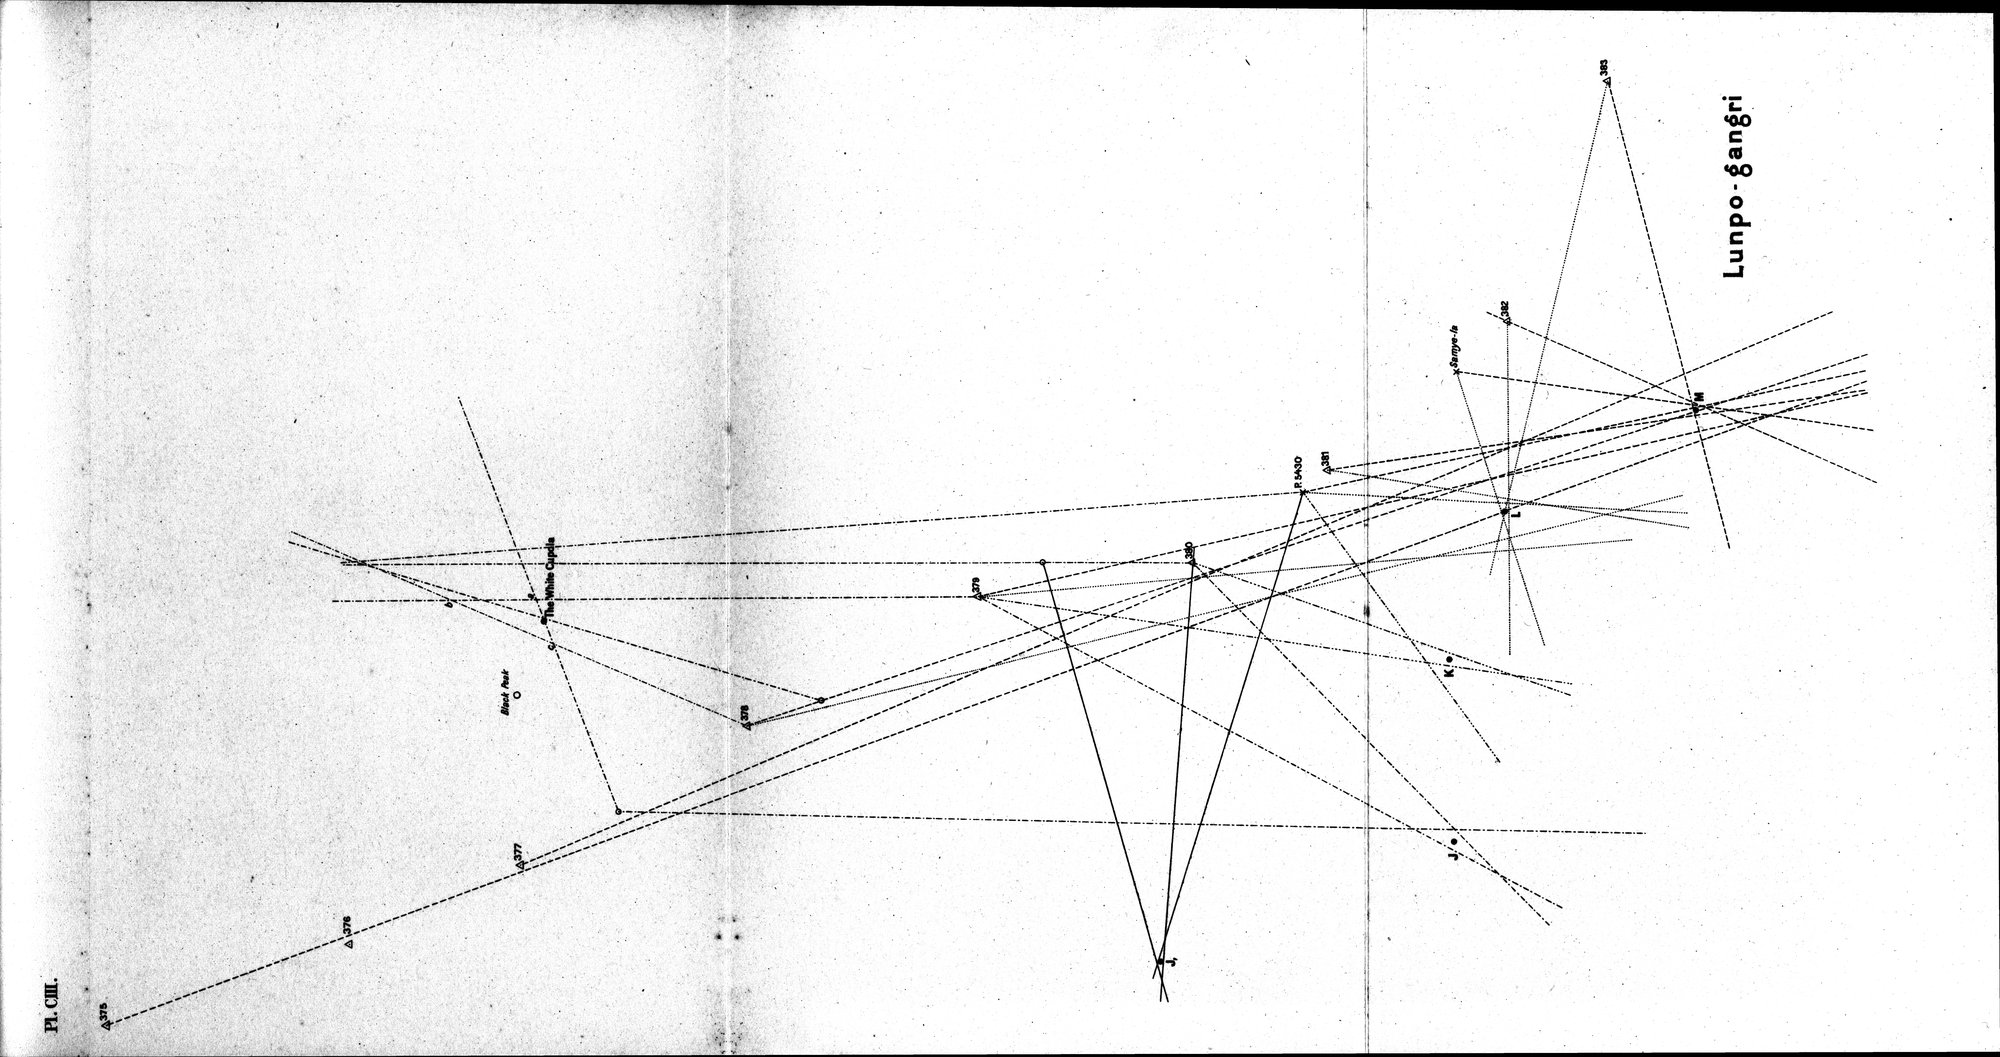 Pl. CIII.
375
376
377
Black Peak
b
a
The White Cupola
c
378
379
380
P. 5430
381
Samye-la
382
383
L
M
K
J
J,
Lunpo-gangri